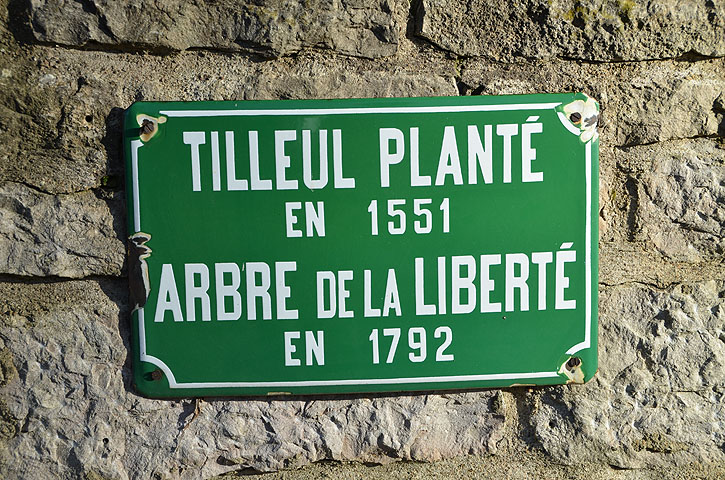 TILLEUL PLANTÉ
EN 1551
ARBRE DE LA LIBERTÉ
EN 1792